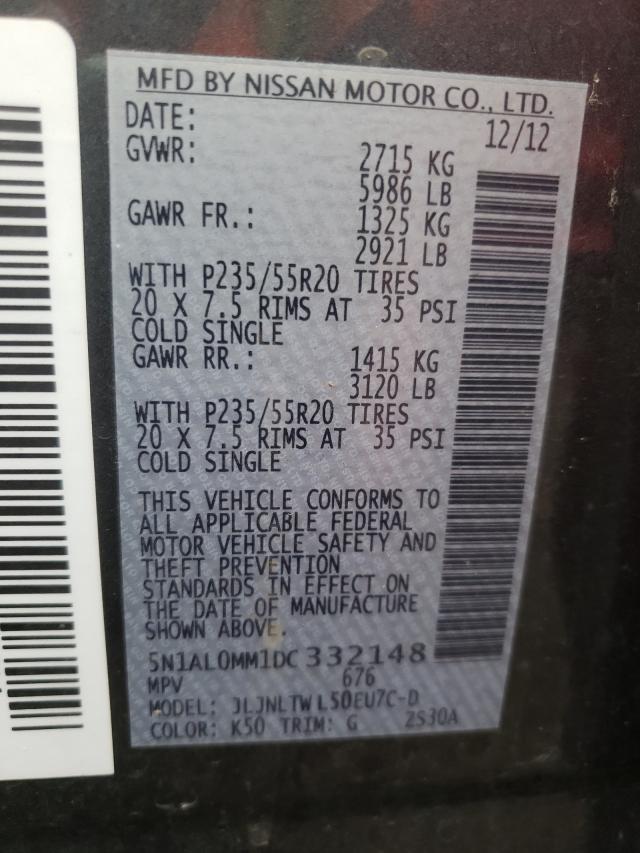 MFD BY NISSAN MOTOR CO., LTD.
DATE: 12/12
GVWR: 2715 KG
5986 LB
GAWR FR.: 1325 KG
2921 LB
WITH P235/55R20 TIRES
20 X 7.5 RIMS AT 35 PSI
COLD SINGLE
GAWR RR.: 1415 KG
3120 LB
WITH P235/55R20 TIRES
20 X 7.5 RIMS AT 35 PSI
COLD SINGLE
THIS VEHICLE CONFORMS TO
ALL APPLICABLE FEDERAL
MOTOR VEHICLE SAFETY AND
THEFT PREVENTION
STANDARDS IN EFFECT ON
THE DATE OF MANUFACTURE
SHOWN ABOVE.
5N1AL0MM1DC 332148
MPV 676
MODEL: JLJNLTW L50EU7C-D
COLOR: K50 TRIM: G 2S30A